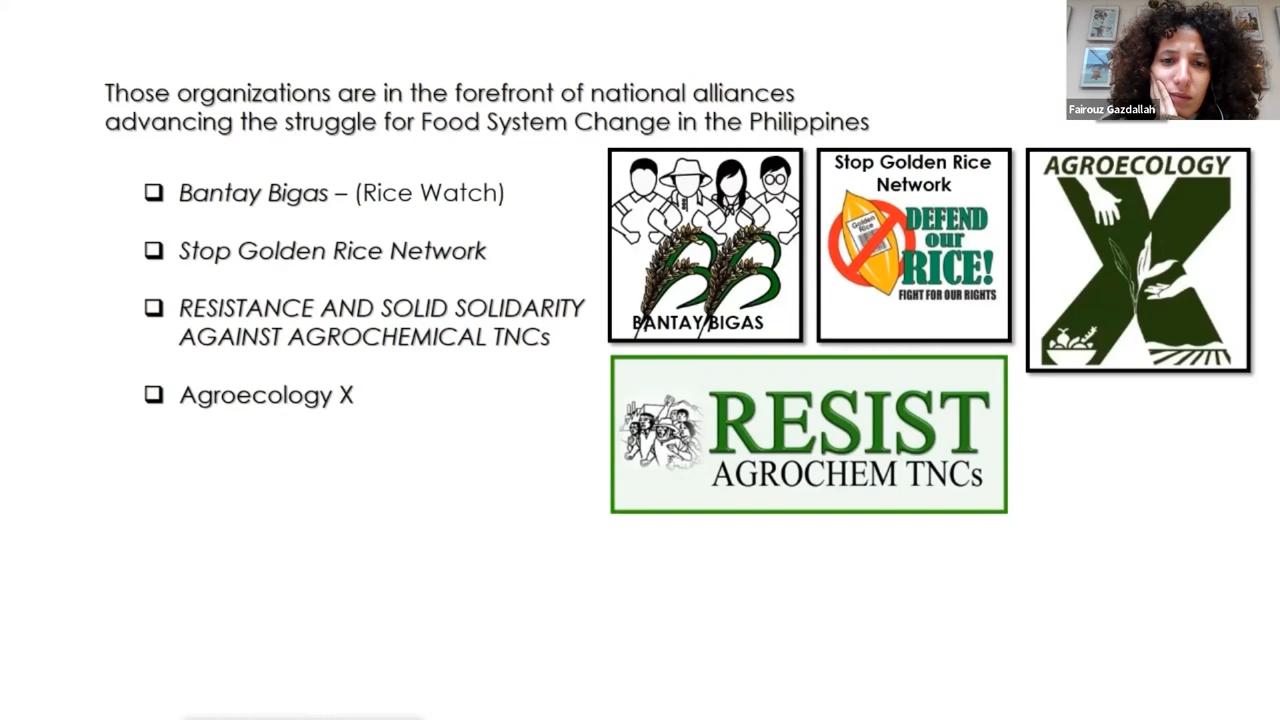 Those organizations are in the forefront of national alliances
advancing the struggle for Food System Change in the Philippines
Bantay Bigas – (Rice Watch)
Stop Golden Rice Network
RESISTANCE AND SOLID SOLIDARITY
AGAINST AGROCHEMICAL TNCs
Agroecology X
BANTAY BIGAS
Stop Golden Rice
Network
Golden
Rice
DEFEND
our
RICE!
FIGHT FOR OUR RIGHTS
AGROECOLOGY
X
RESIST
AGROCHEM TNCs
Fairouz Gazdallah